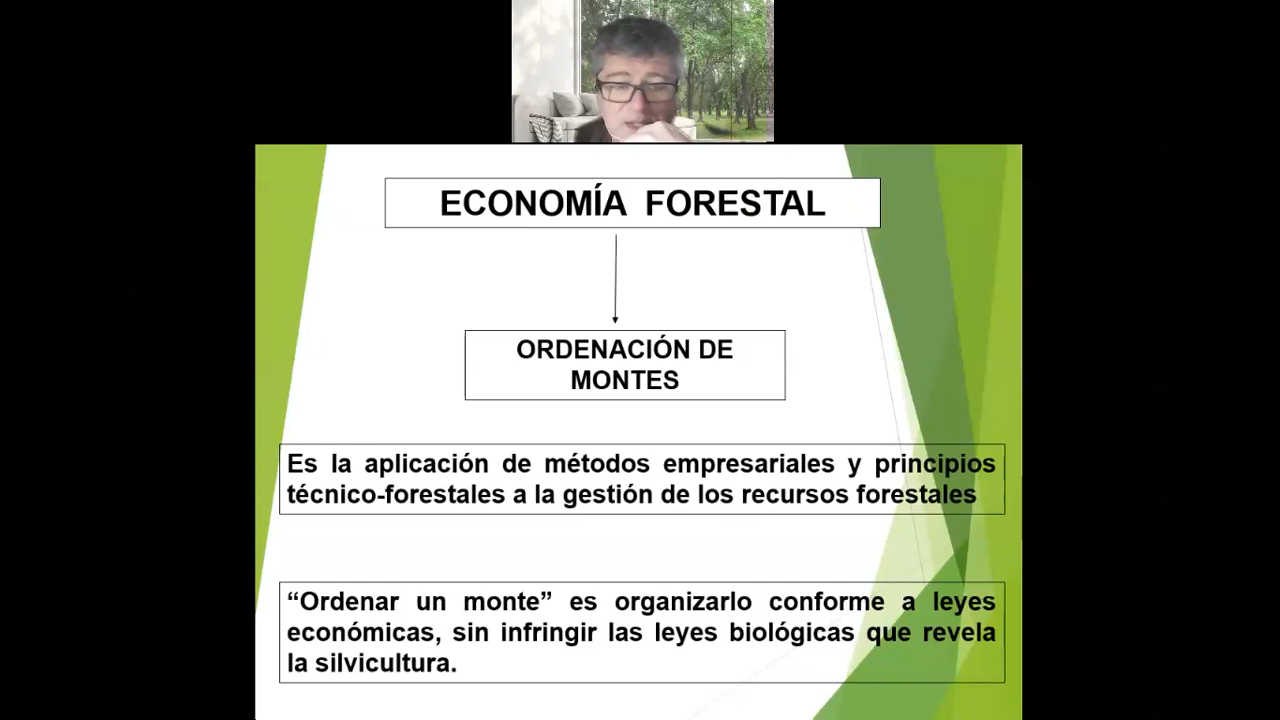 ECONOMÍA FORESTAL
ORDENACIÓN DE
MONTES
Es la aplicación de métodos empresariales y principios
técnico-forestales a la gestión de los recursos forestales
“Ordenar un monte” es organizarlo conforme a leyes
económicas, sin infringir las leyes biológicas que revela
la silvicultura.